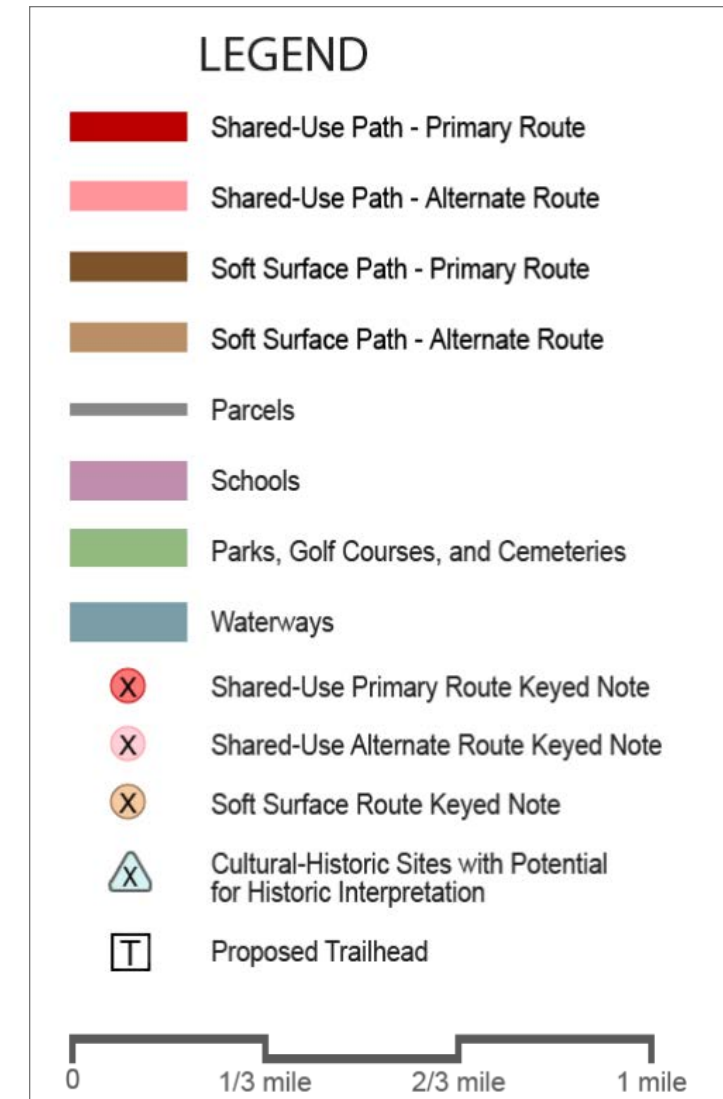 LEGEND
Shared-Use Path - Primary Route
Shared-Use Path - Alternate Route
Soft Surface Path - Primary Route
Soft Surface Path - Alternate Route
Parcels
Schools
Parks, Golf Courses, and Cemeteries
Waterways
X Shared-Use Primary Route Keyed Note
X Shared-Use Alternate Route Keyed Note
X Soft Surface Route Keyed Note
X Cultural-Historic Sites with Potential
for Historic Interpretation
T Proposed Trailhead
0 1/3 mile 2/3 mile 1 mile